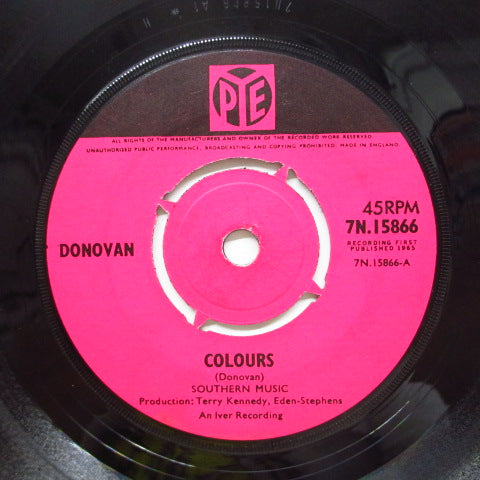 PYE
ALL RIGHTS OF THE MANUFACTURERS AND OWNER OF THE RECORDED WORK RESERVED.
UNAUTHORISED PUBLIC PERFORMANCE, BROADCASTING AND COPYING PROHIBITED. MADE IN ENGLAND.
45RPM
7N.15866
DONOVAN
RECORDING FIRST
PUBLISHED 1965
7N.15866-A
COLOURS
(Donovan)
SOUTHERN MUSIC
Production: Terry Kennedy, Eden-Stephens
An Iver Recording